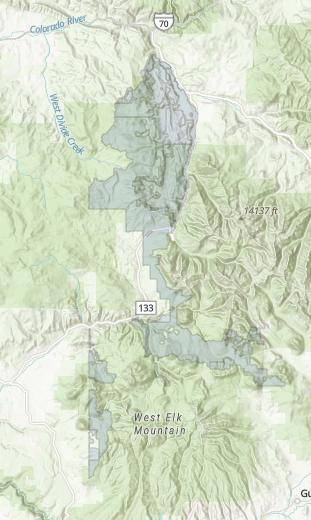 70
Colorado River
West Divide Creek
14137 ft
133
West Elk
Mountain
Gu